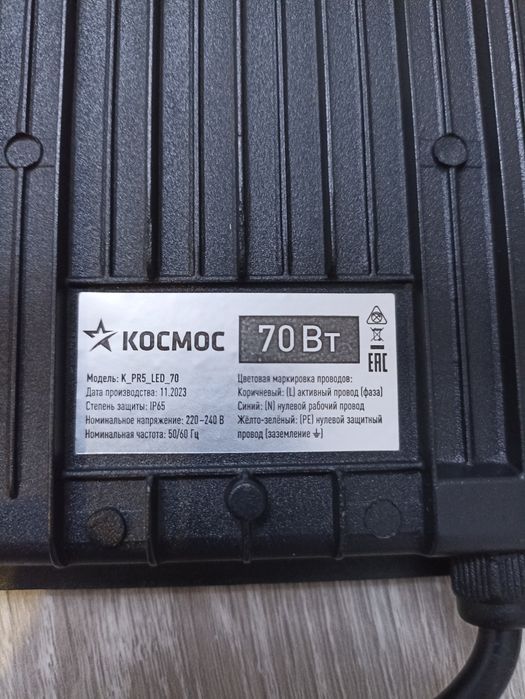 КОСМОС
70 Вт
Модель: K_PR5_LED_70
Дата производства: 11.2023
Степень защиты: IP65
Номинальное напряжение: 220-240 В
Номинальная частота: 50/60 Гц
Цветовая маркировка проводов:
Коричневый: (L) активный провод (фаза)
Синий: (N) нулевой рабочий провод
Жёлто-зелёный: (PE) нулевой защитный
провод (заземление ⏚)
EAC